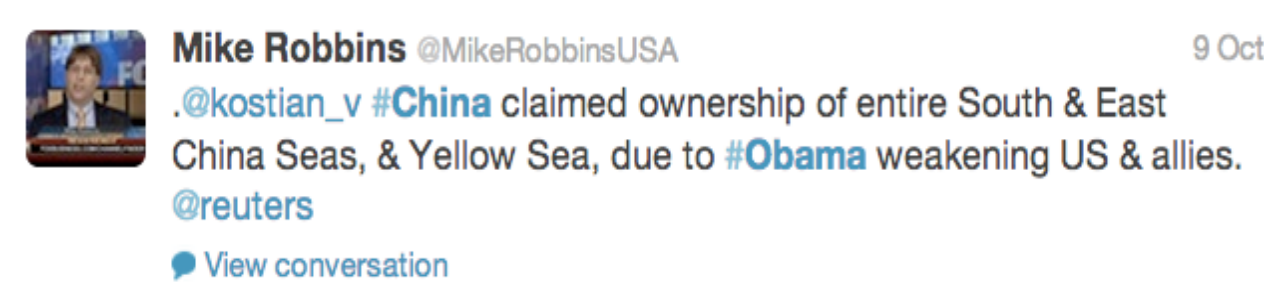 Mike Robbins @MikeRobbinsUSA 9 Oct
.@kostian_v #China claimed ownership of entire South & East
China Seas, & Yellow Sea, due to #Obama weakening US & allies.
@reuters
View conversation